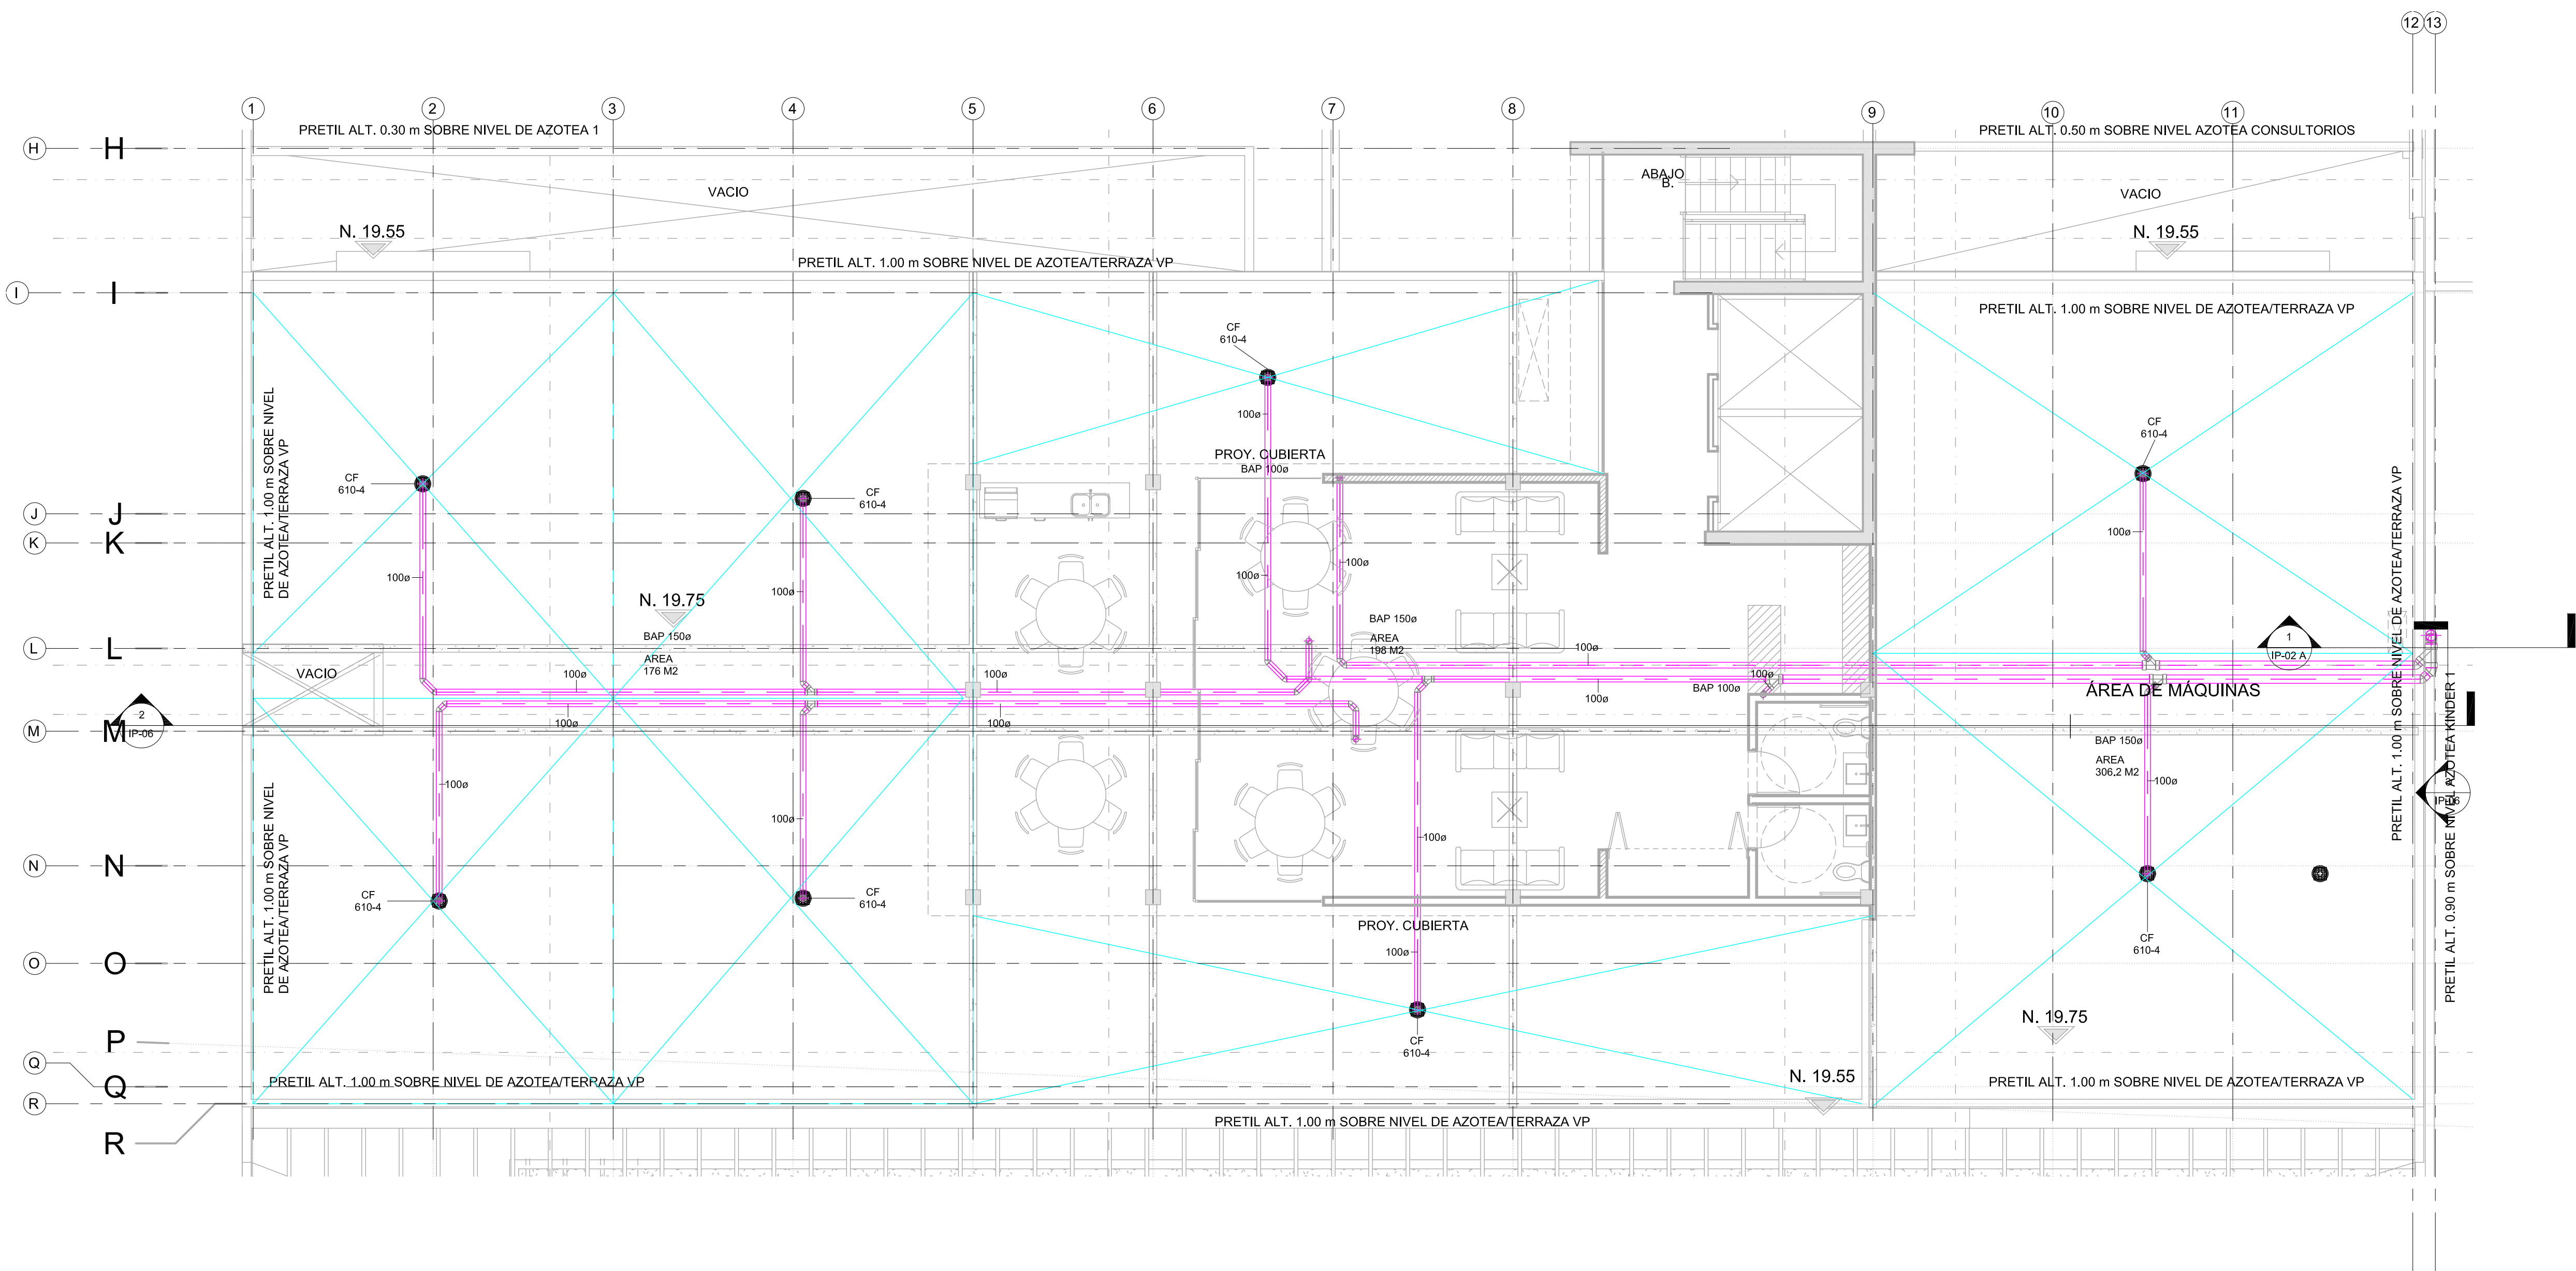 12 13
1 2 3 4 5 6 7 8 9 10 11
PRETIL ALT. 0.30 m SOBRE NIVEL DE AZOTEA 1
PRETIL ALT. 0.50 m SOBRE NIVEL AZOTEA CONSULTORIOS
H H
ABAJO
B.
VACIO
VACIO
N. 19.55
N. 19.55
PRETIL ALT. 1.00 m SOBRE NIVEL DE AZOTEA/TERRAZA VP
I I
PRETIL ALT. 1.00 m SOBRE NIVEL DE AZOTEA/TERRAZA VP
CF
610-4
100ø
CF
610-4
PROY. CUBIERTA
BAP 100ø
CF
610-4
CF
610-4
PRETIL ALT. 1.00 m SOBRE NIVEL
DE AZOTEA/TERRAZA VP
J J
100ø
K K
100ø
100ø
100ø
100ø
N. 19.75
BAP 150ø
AREA
176 M2
BAP 150ø
AREA
198 M2
100ø
L L
1
IP-02 A
VACIO
100ø
100ø
100ø
BAP 100ø
100ø
ÁREA DE MÁQUINAS
2
IP-06
M M
100ø
100ø
BAP 150ø
AREA
306,2 M2
100ø
100ø
100ø
100ø
IP-06
PRETIL ALT. 1.00 m SOBRE NIVEL DE AZOTEA/TERRAZA VP
PRETIL ALT. 0.90 m SOBRE NIVEL AZOTEA KINDER 1
PRETIL ALT. 1.00 m SOBRE NIVEL
DE AZOTEA/TERRAZA VP
N N
CF
610-4
CF
610-4
PROY. CUBIERTA
100ø
CF
610-4
O O
N. 19.75
P
CF
610-4
Q Q
PRETIL ALT. 1.00 m SOBRE NIVEL DE AZOTEA/TERRAZA VP
N. 19.55
PRETIL ALT. 1.00 m SOBRE NIVEL DE AZOTEA/TERRAZA VP
R R
PRETIL ALT. 1.00 m SOBRE NIVEL DE AZOTEA/TERRAZA VP